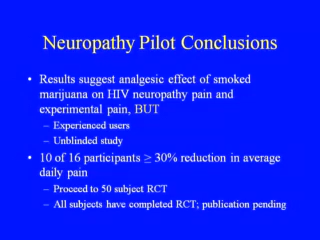 Neuropathy Pilot Conclusions
• Results suggest analgesic effect of smoked
marijuana on HIV neuropathy pain and
experimental pain, BUT
– Experienced users
– Unblinded study
• 10 of 16 participants ≥ 30% reduction in average
daily pain
– Proceed to 50 subject RCT
– All subjects have completed RCT; publication pending